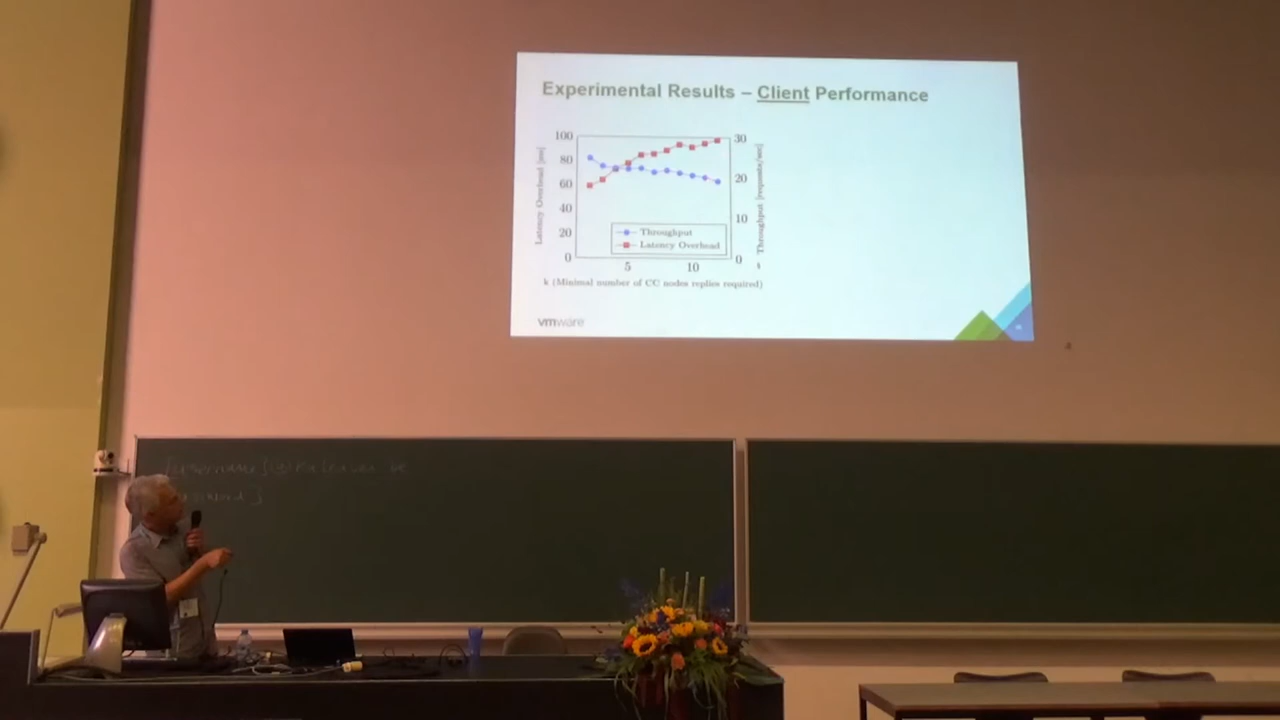 Experimental Results – Client Performance
100
80
60
40
20
0
Latency Overhead [ms]
30
20
10
0
Throughput [requests/sec]
Throughput
Latency Overhead
5
10
k (Minimal number of CC nodes replies required)
vmware